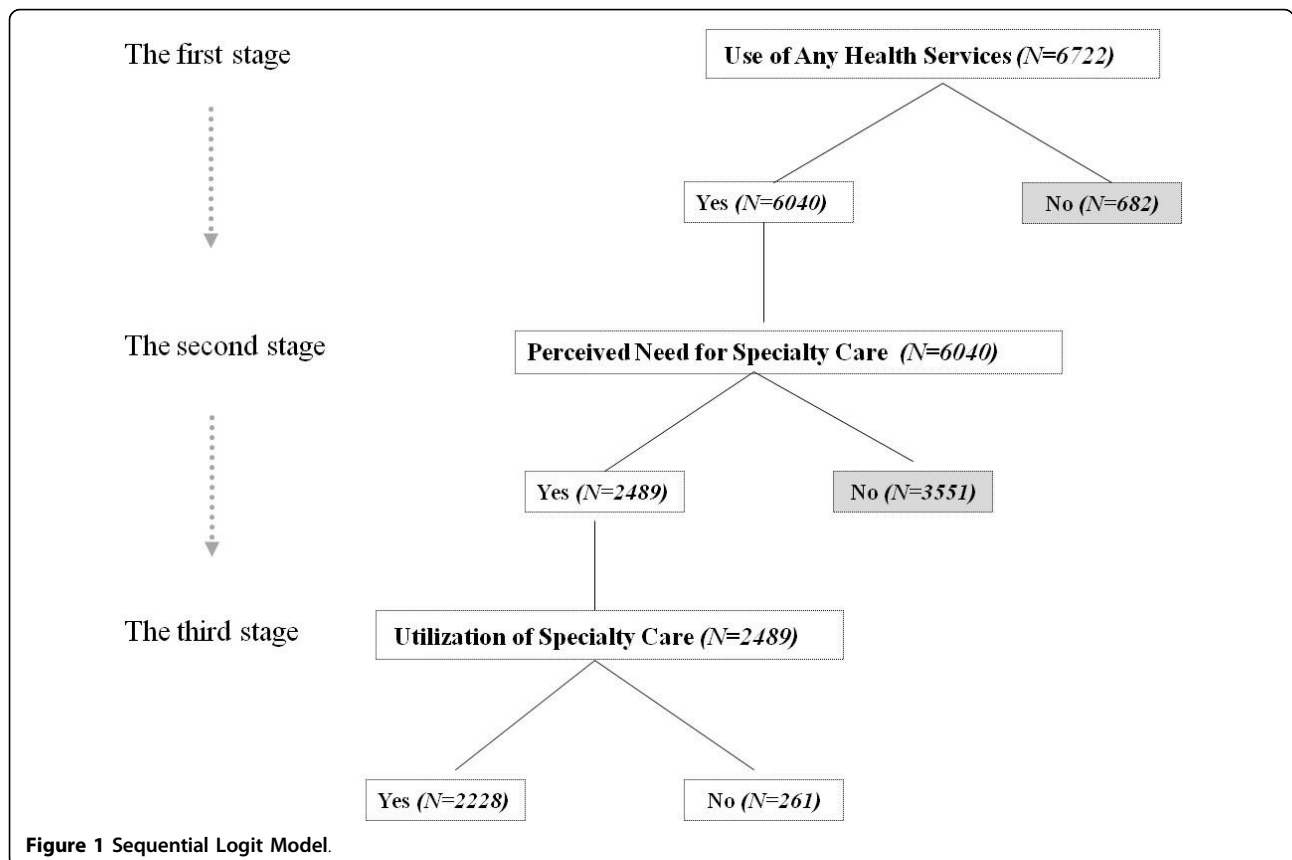 The first stage
Use of Any Health Services (N=6722)
Yes (N=6040)
No (N=682)
The second stage
Perceived Need for Specialty Care (N=6040)
Yes (N=2489)
No (N=3551)
The third stage
Utilization of Specialty Care (N=2489)
Yes (N=2228)
No (N=261)
Figure 1 Sequential Logit Model.